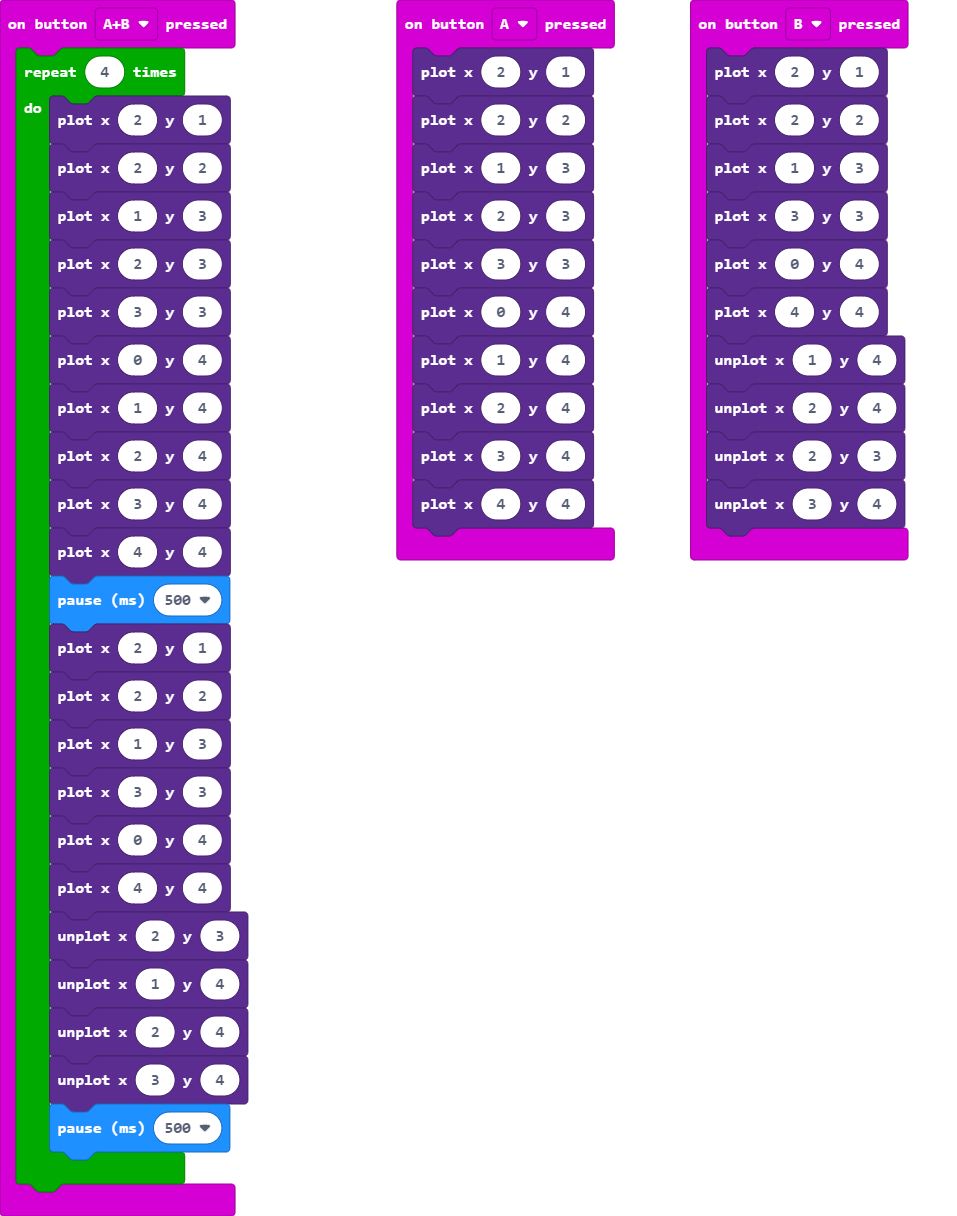 on button A+B pressed
repeat 4 times
do
plot x 2 y 1
plot x 2 y 2
plot x 1 y 3
plot x 2 y 3
plot x 3 y 3
plot x 0 y 4
plot x 1 y 4
plot x 2 y 4
plot x 3 y 4
plot x 4 y 4
pause (ms) 500
plot x 2 y 1
plot x 2 y 2
plot x 1 y 3
plot x 3 y 3
plot x 0 y 4
plot x 4 y 4
unplot x 2 y 3
unplot x 1 y 4
unplot x 2 y 4
unplot x 3 y 4
pause (ms) 500
on button A pressed
plot x 2 y 1
plot x 2 y 2
plot x 1 y 3
plot x 2 y 3
plot x 3 y 3
plot x 0 y 4
plot x 1 y 4
plot x 2 y 4
plot x 3 y 4
plot x 4 y 4
on button B pressed
plot x 2 y 1
plot x 2 y 2
plot x 1 y 3
plot x 3 y 3
plot x 0 y 4
plot x 4 y 4
unplot x 1 y 4
unplot x 2 y 4
unplot x 2 y 3
unplot x 3 y 4